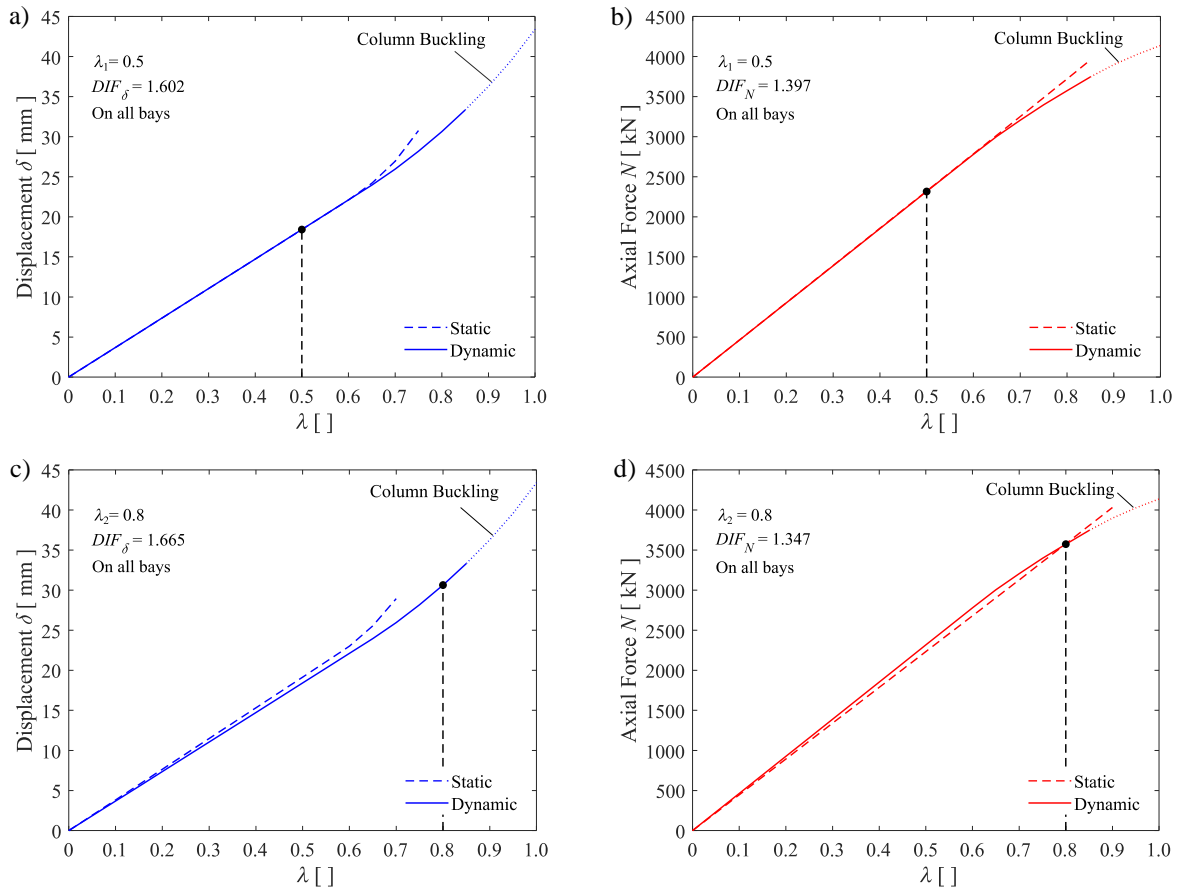 a)
Column Buckling
λ1= 0.5
DIFδ = 1.602
On all bays
Displacement δ [ mm ]
45
40
35
30
25
20
15
10
5
0
Static
Dynamic
0 0.1 0.2 0.3 0.4 0.5 0.6 0.7 0.8 0.9 1.0
λ [ ]
b)
Column Buckling
λ1 = 0.5
DIFN = 1.397
On all bays
Axial Force N [ kN ]
4500
4000
3500
3000
2500
2000
1500
1000
500
0
Static
Dynamic
0 0.1 0.2 0.3 0.4 0.5 0.6 0.7 0.8 0.9 1.0
λ [ ]
c)
Column Buckling
λ2= 0.8
DIFδ = 1.665
On all bays
Displacement δ [ mm ]
45
40
35
30
25
20
15
10
5
0
Static
Dynamic
0 0.1 0.2 0.3 0.4 0.5 0.6 0.7 0.8 0.9 1.0
λ [ ]
d)
Column Buckling
λ2 = 0.8
DIFN = 1.347
On all bays
Axial Force N [ kN ]
4500
4000
3500
3000
2500
2000
1500
1000
500
0
Static
Dynamic
0 0.1 0.2 0.3 0.4 0.5 0.6 0.7 0.8 0.9 1.0
λ [ ]